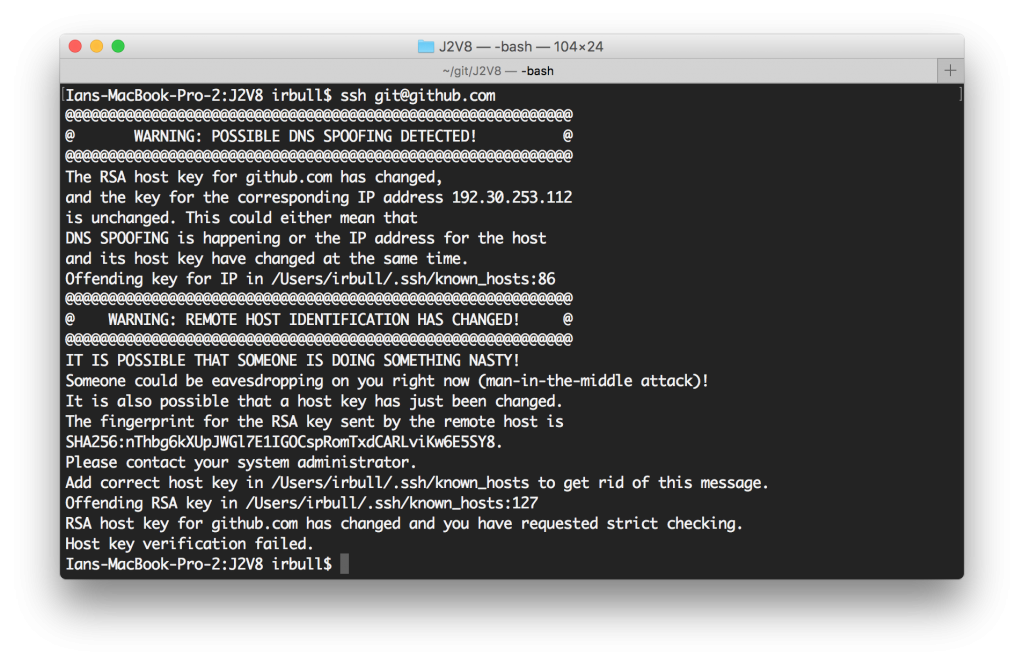 J2V8 — -bash — 104×24
~/git/J2V8 — -bash
Ians-MacBook-Pro-2:J2V8 irbull$ ssh git@github.com
@@@@@@@@@@@@@@@@@@@@@@@@@@@@@@@@@@@@@@@@@@@@@@@@@@@@@@@@@@@
@       WARNING: POSSIBLE DNS SPOOFING DETECTED!          @
@@@@@@@@@@@@@@@@@@@@@@@@@@@@@@@@@@@@@@@@@@@@@@@@@@@@@@@@@@@
The RSA host key for github.com has changed,
and the key for the corresponding IP address 192.30.253.112
is unchanged. This could either mean that
DNS SPOOFING is happening or the IP address for the host
and its host key have changed at the same time.
Offending key for IP in /Users/irbull/.ssh/known_hosts:86
@@@@@@@@@@@@@@@@@@@@@@@@@@@@@@@@@@@@@@@@@@@@@@@@@@@@@@@@@@@
@    WARNING: REMOTE HOST IDENTIFICATION HAS CHANGED!     @
@@@@@@@@@@@@@@@@@@@@@@@@@@@@@@@@@@@@@@@@@@@@@@@@@@@@@@@@@@@
IT IS POSSIBLE THAT SOMEONE IS DOING SOMETHING NASTY!
Someone could be eavesdropping on you right now (man-in-the-middle attack)!
It is also possible that a host key has just been changed.
The fingerprint for the RSA key sent by the remote host is
SHA256:nThbg6kXUpJWGl7E1IGOCspRomTxdCARLviKw6E5SY8.
Please contact your system administrator.
Add correct host key in /Users/irbull/.ssh/known_hosts to get rid of this message.
Offending RSA key in /Users/irbull/.ssh/known_hosts:127
RSA host key for github.com has changed and you have requested strict checking.
Host key verification failed.
Ians-MacBook-Pro-2:J2V8 irbull$